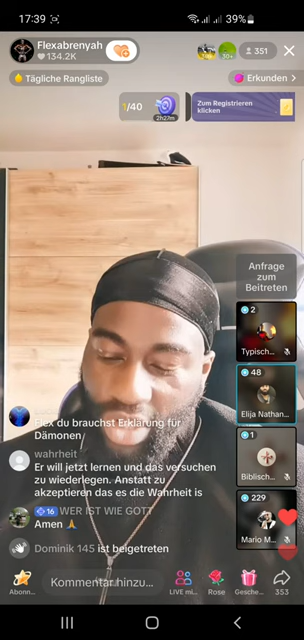 17:39
39%
Flexabrenyah
134.2K
30+
351
Tägliche Rangliste
Erkunden >
1/40
2h27m
Zum Registrieren
klicken
Anfrage
zum
Beitreten
2
Typisch...
48
Elija Nathan...
1
Biblisch...
229
Mario M...
Flex du brauchst Erklärung für
Dämonen
wahrheit
Er will jetzt lernen und das versuchen
zu wiederlegen. Anstatt zu
akzeptieren das es die Wahrheit is
16 WER IST WIE GOTT
Amen 🙏
Dominik 145 ist beigetreten
Abonn...
Kommentar hinzu...
LIVE mi...
Rose
Gesche...
353